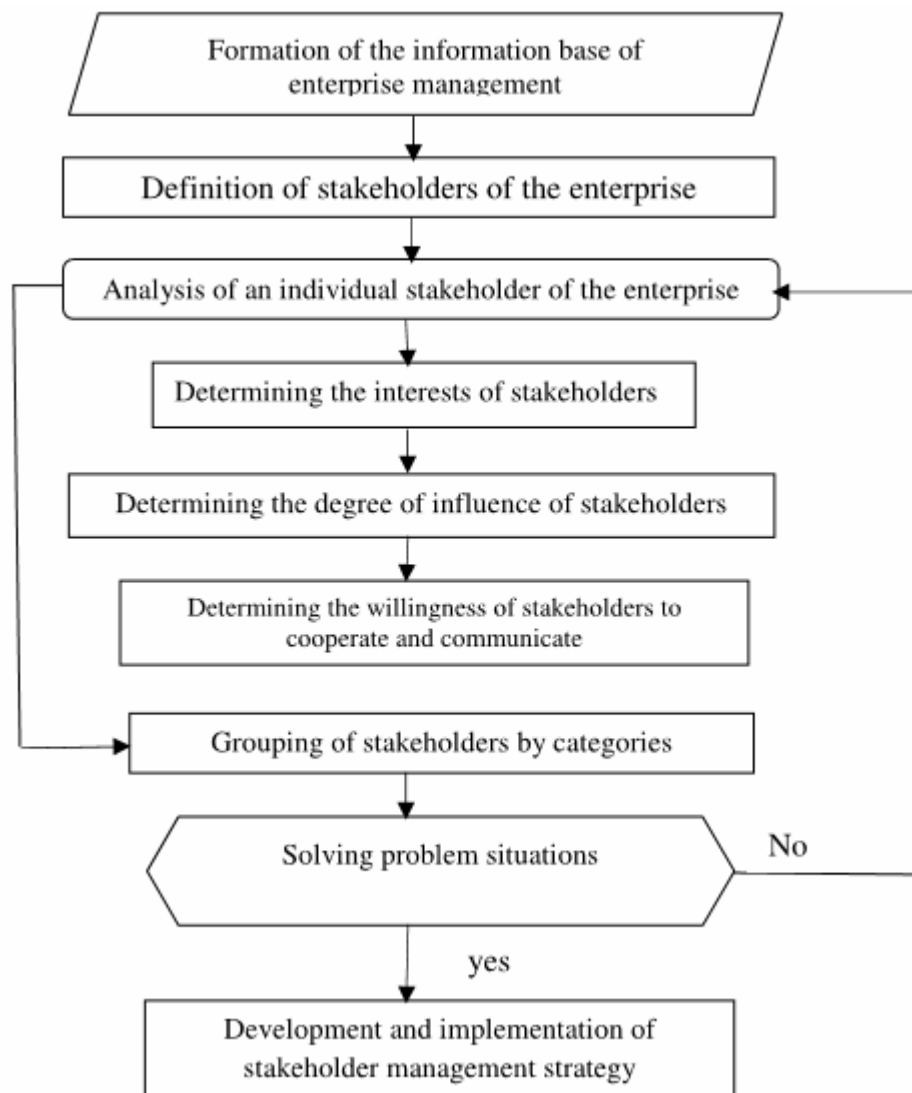 Formation of the information base of
enterprise management
Definition of stakeholders of the enterprise
Analysis of an individual stakeholder of the enterprise
Determining the interests of stakeholders
Determining the degree of influence of stakeholders
Determining the willingness of stakeholders to
cooperate and communicate
Grouping of stakeholders by categories
Solving problem situations
No
yes
Development and implementation of
stakeholder management strategy